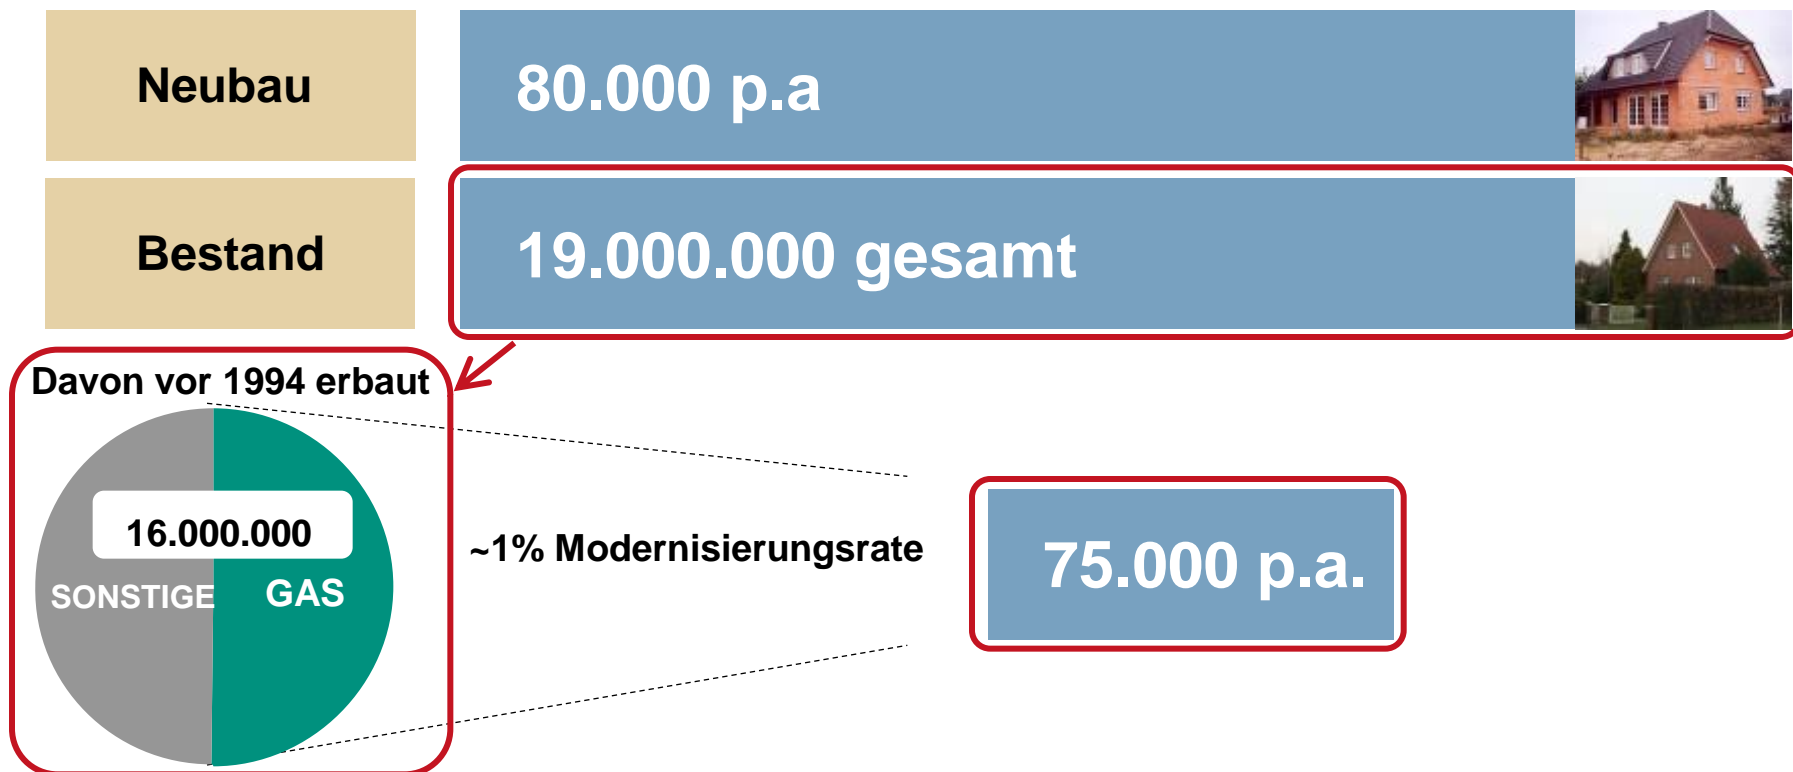 Neubau
80.000 p.a
Bestand
19.000.000 gesamt
Davon vor 1994 erbaut
16.000.000
SONSTIGE
GAS
~1% Modernisierungsrate
75.000 p.a.